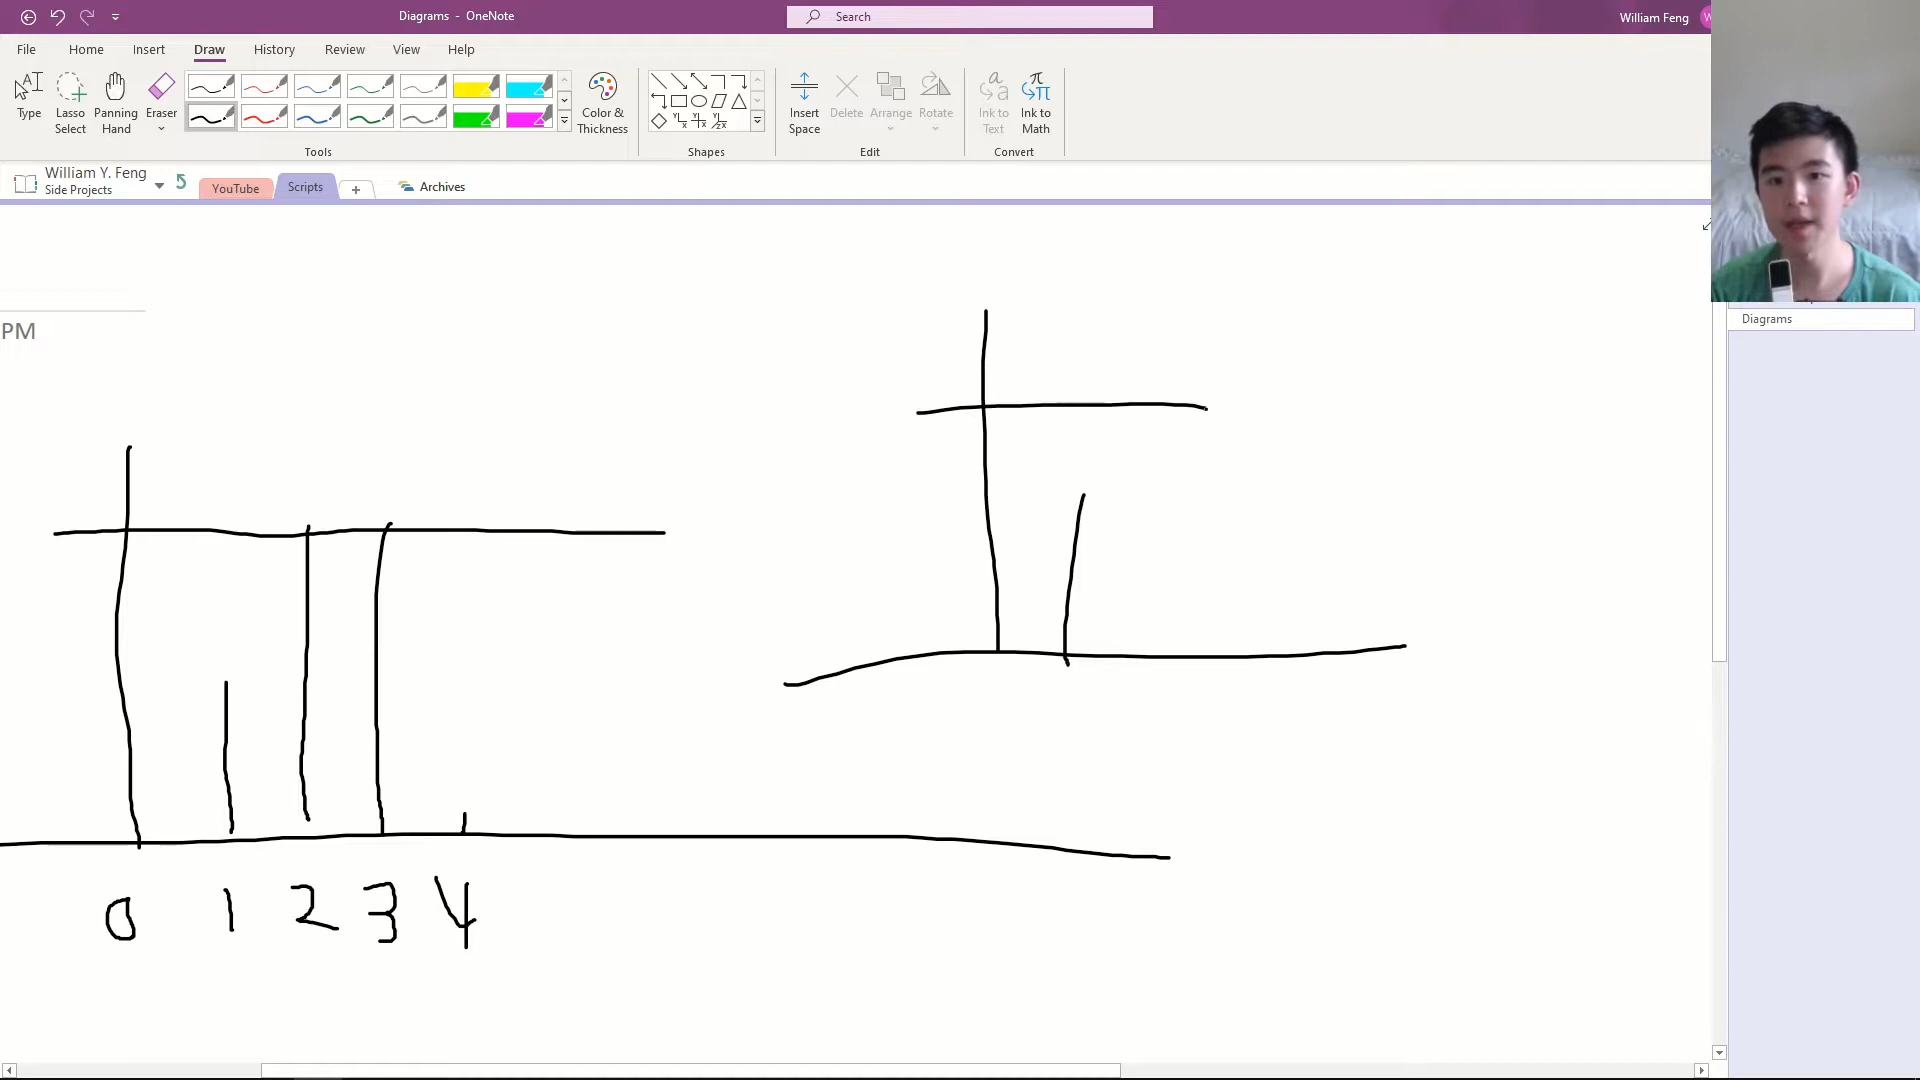 Diagrams - OneNote
Search
William Feng
File Home Insert Draw History Review View Help
Type
Lasso Select
Panning Hand
Eraser
Color & Thickness
Insert Space
Delete
Arrange
Rotate
Ink to Text
Ink to Math
Tools
Shapes
Edit
Convert
William Y. Feng
Side Projects
YouTube
Scripts
Archives
Diagrams
PM
0 1 2 3 4